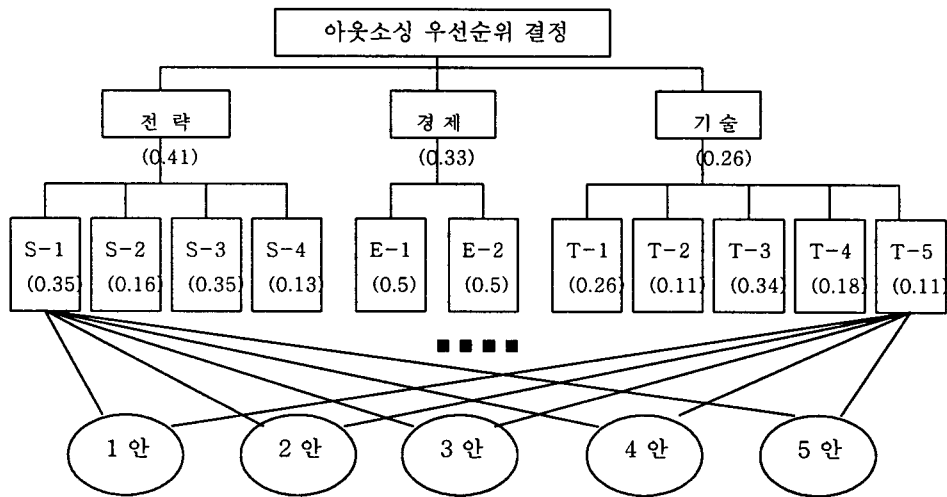 아웃소싱 우선순위 결정
전 략 경 제 기 술
(0.41) (0.33) (0.26)
S-1 S-2 S-3 S-4 E-1 E-2 T-1 T-2 T-3 T-4 T-5
(0.35) (0.16) (0.35) (0.13) (0.5) (0.5) (0.26) (0.11) (0.34) (0.18) (0.11)
1 안 2 안 3 안 4 안 5 안